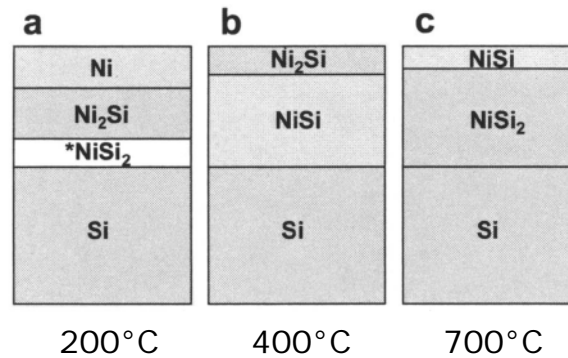 a
Ni
Ni₂Si
*NiSi₂
Si
200°C
b
Ni₂Si
NiSi
Si
400°C
c
NiSi
NiSi₂
Si
700°C